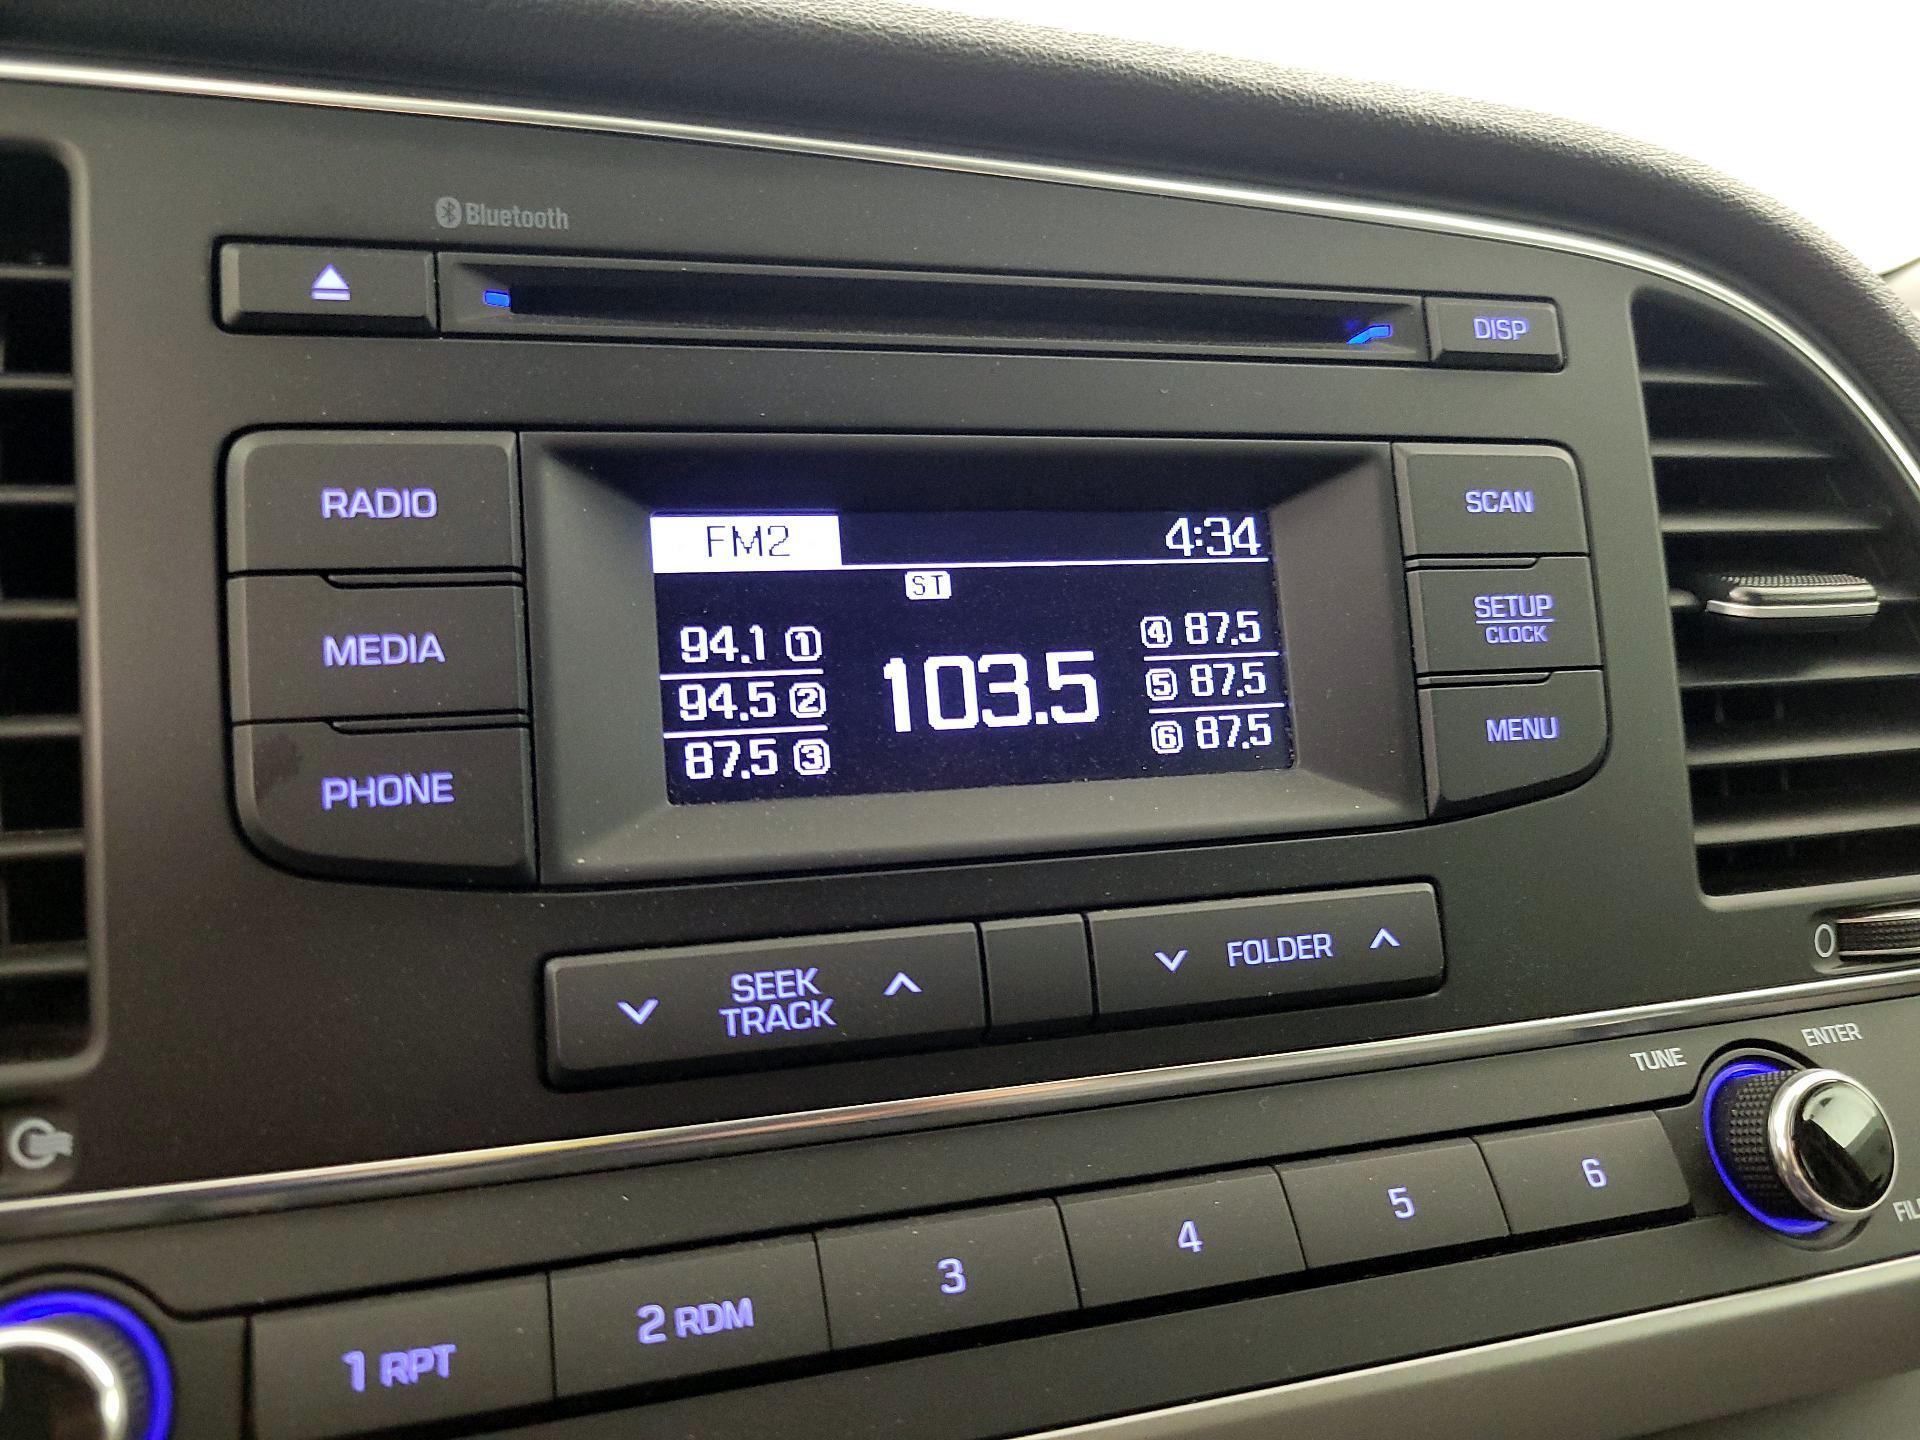 Bluetooth
DISP
RADIO
MEDIA
PHONE
FM2
4:34
ST
94.1 1
94.5 2
87.5 3
103.5
4 87.5
5 87.5
6 87.5
SCAN
SETUP
CLOCK
MENU
SEEK
TRACK
FOLDER
TUNE
ENTER
1 RPT
2 RDM
3
4
5
6